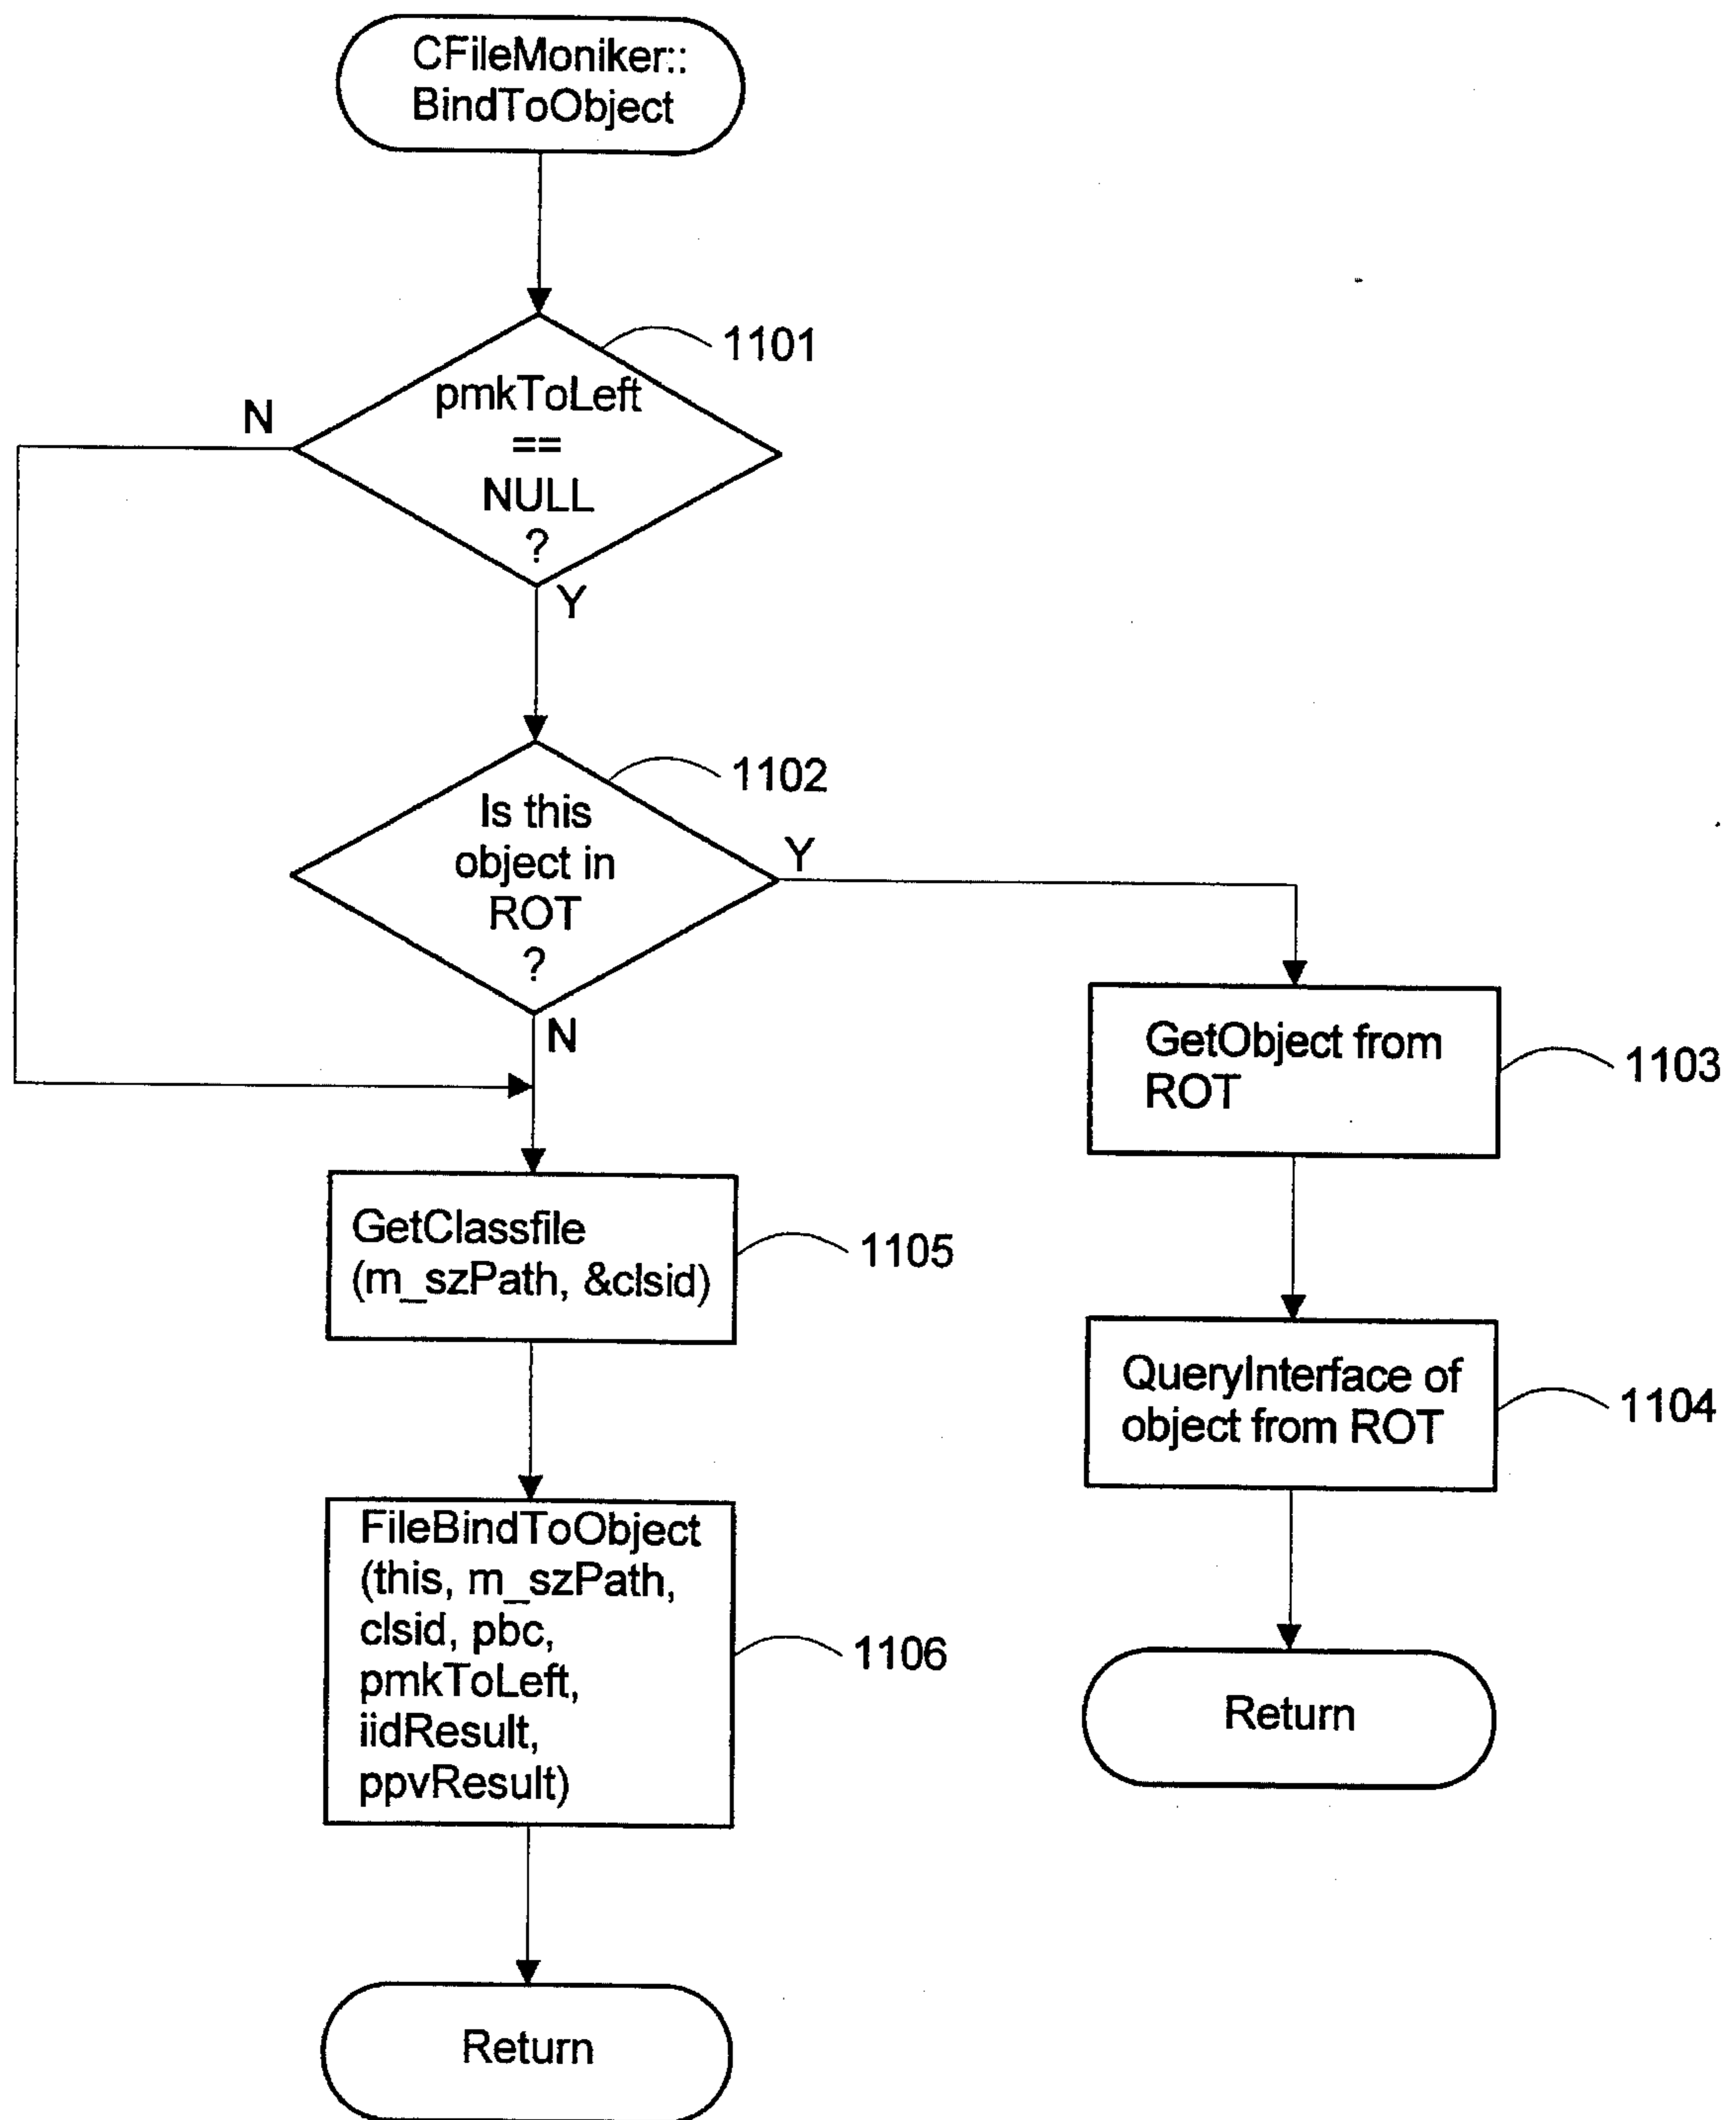 CFileMoniker::
BindToObject
1101
pmkToLeft
==
NULL
?
N
Y
1102
Is this
object in
ROT
?
Y
N
GetObject from
ROT
1103
GetClassfile
(m_szPath, &clsid)
1105
QueryInterface of
object from ROT
1104
FileBindToObject
(this, m_szPath,
clsid, pbc,
pmkToLeft,
iidResult,
ppvResult)
1106
Return
Return